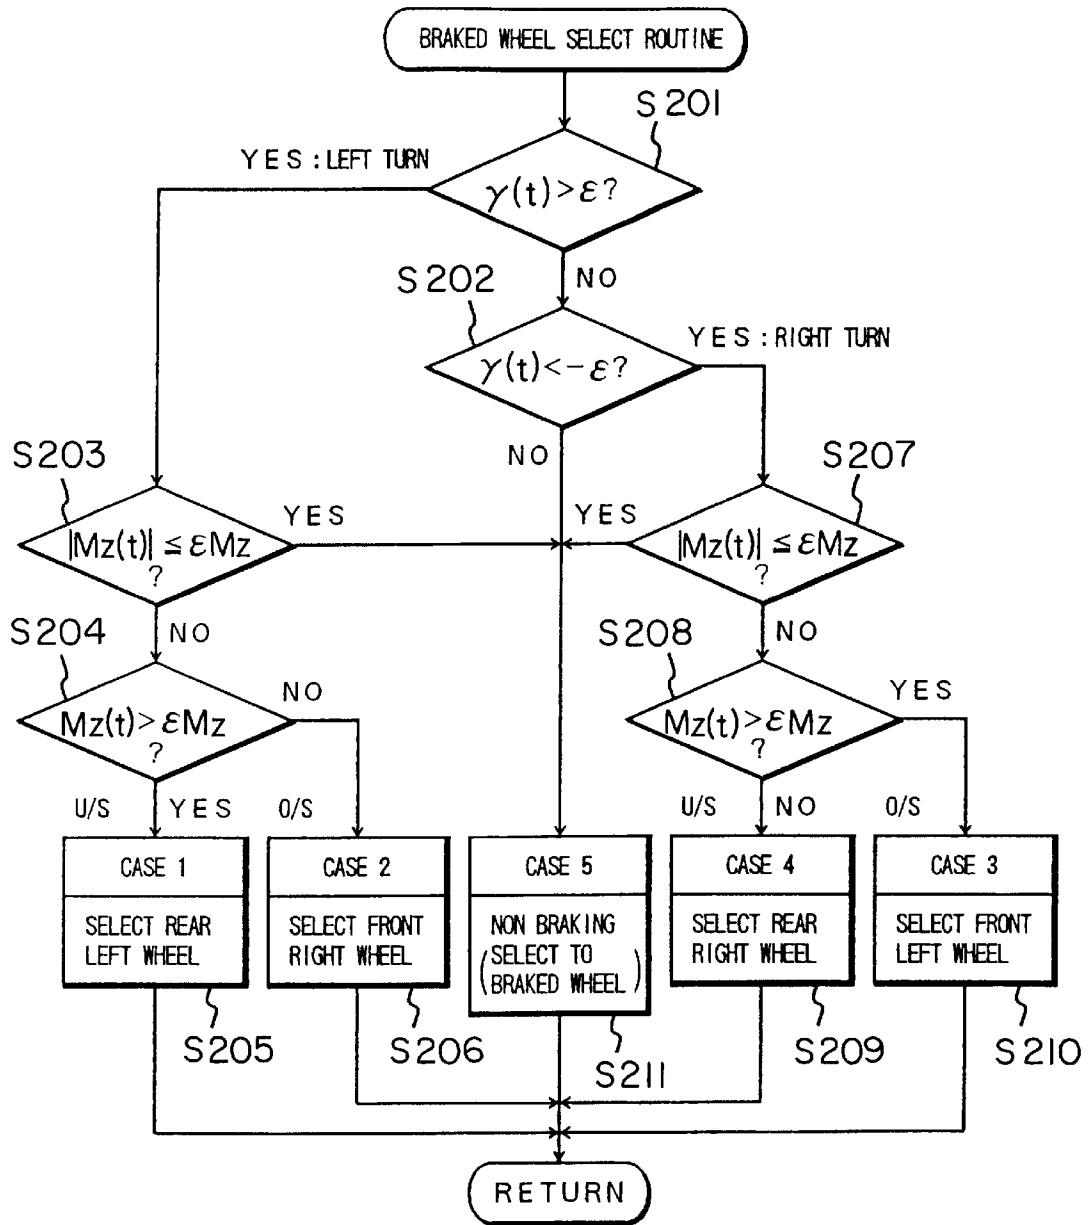 BRAKED WHEEL SELECT ROUTINE
S201
YES : LEFT TURN
γ(t) > ε?
NO
S202
YES : RIGHT TURN
γ(t) < -ε?
NO
S203
|Mz(t)| ≤ εMz
?
YES
S207
|Mz(t)| ≤ εMz
?
YES
NO
NO
S204
Mz(t) > εMz
?
NO
S208
Mz(t) > εMz
?
YES
U/S
YES
O/S
U/S
NO
O/S
CASE 1
SELECT REAR
LEFT WHEEL
S205
CASE 2
SELECT FRONT
RIGHT WHEEL
S206
CASE 5
NON BRAKING
(SELECT TO
BRAKED WHEEL)
S211
CASE 4
SELECT REAR
RIGHT WHEEL
S209
CASE 3
SELECT FRONT
LEFT WHEEL
S210
RETURN